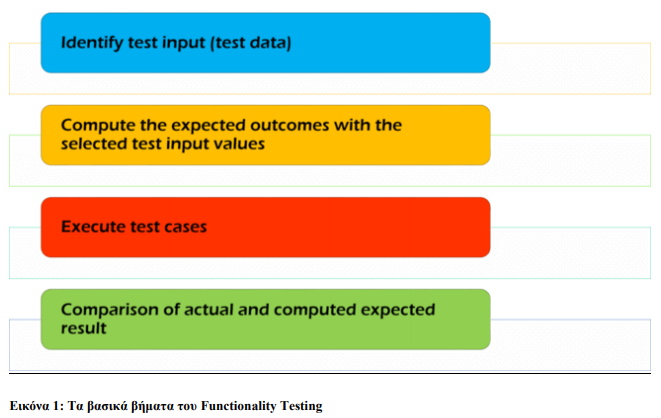 Identify test input (test data)
Compute the expected outcomes with the
selected test input values
Execute test cases
Comparison of actual and computed expected
result
Εικόνα 1: Τα βασικά βήματα του Functionality Testing